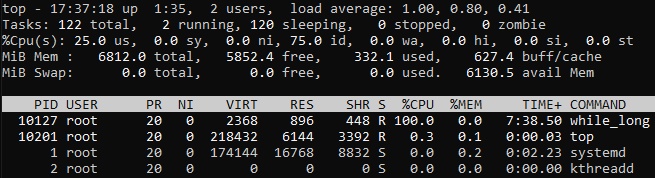 top - 17:37:18 up  1:35,  2 users,  load average: 1.00, 0.80, 0.41
Tasks: 122 total,   2 running, 120 sleeping,   0 stopped,   0 zombie
%Cpu(s): 25.0 us,  0.0 sy,  0.0 ni, 75.0 id,  0.0 wa,  0.0 hi,  0.0 si,  0.0 st
MiB Mem :   6812.0 total,   5852.4 free,    332.1 used,    627.4 buff/cache
MiB Swap:      0.0 total,      0.0 free,      0.0 used.   6130.5 avail Mem
PID USER      PR  NI    VIRT    RES    SHR S  %CPU  %MEM     TIME+ COMMAND
10127 root      20   0    2368    896    448 R 100.0   0.0   7:38.50 while_long
10201 root      20   0  218432   6144   3392 R   0.3   0.1   0:00.03 top
1 root      20   0  174144  16768   8832 S   0.0   0.2   0:02.23 systemd
2 root      20   0       0      0      0 S   0.0   0.0   0:00.00 kthreadd